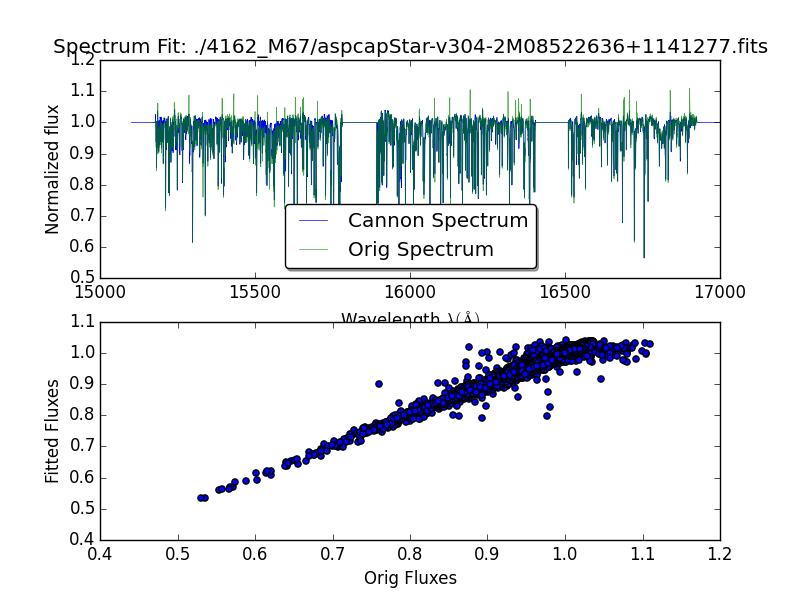 Spectrum Fit: ./4162_M67/aspcapStar-v304-2M08522636+1141277.fits
1.2
1.1
1.0
0.9
0.8
0.7
0.6
0.5
Normalized flux
Cannon Spectrum
Orig Spectrum
15000 15500 16000 16500 17000
Wavelength λ(Å)
1.1
1.0
0.9
0.8
0.7
0.6
0.5
0.4
Fitted Fluxes
0.4 0.5 0.6 0.7 0.8 0.9 1.0 1.1 1.2
Orig Fluxes